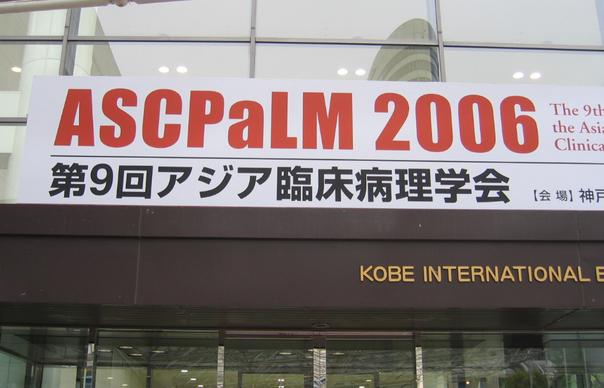 ASCPaLM 2006
The 9th
the Asia
Clinica
第9回アジア臨床病理学会
【会 場】神戸
KOBE INTERNATIONAL